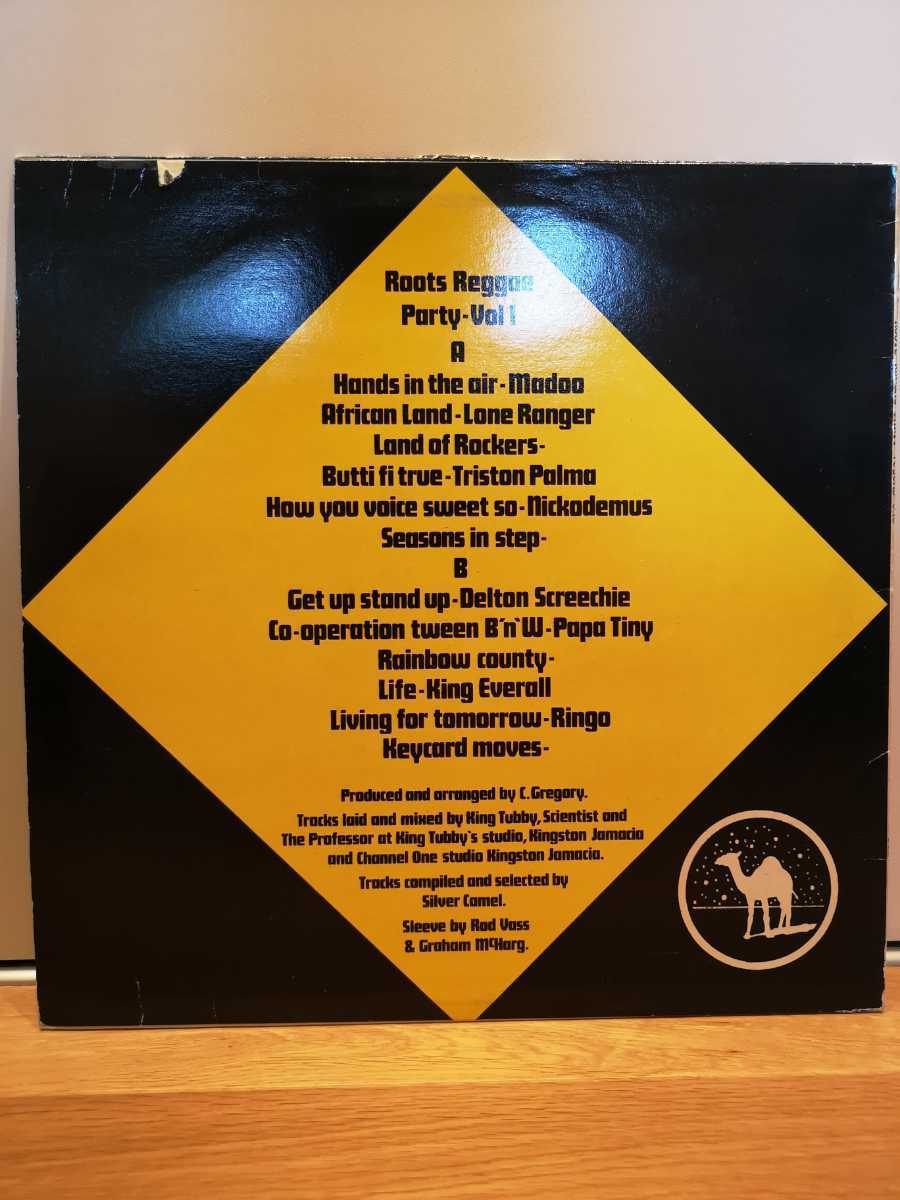 Roots Reggae
Party-Vol 1
A
Hands in the air-Madoo
African Land-Lone Ranger
Land of Rockers-
Butti fi true-Triston Palma
How you voice sweet so-Nickodemus
Seasons in step-
B
Get up stand up-Delton Screechie
Co-operation tween B'n'W-Papa Tiny
Rainbow county-
Life-King Everall
Living for tomorrow-Ringo
Keycard moves-
Produced and arranged by C.Gregory.
Tracks laid and mixed by King Tubby, Scientist and
The Professor at King Tubby's studio, Kingston Jamacia
and Channel One studio Kingston Jamacia.
Tracks compiled and selected by
Silver Camel.
Sleeve by Rod Vass
& Graham McHarg.